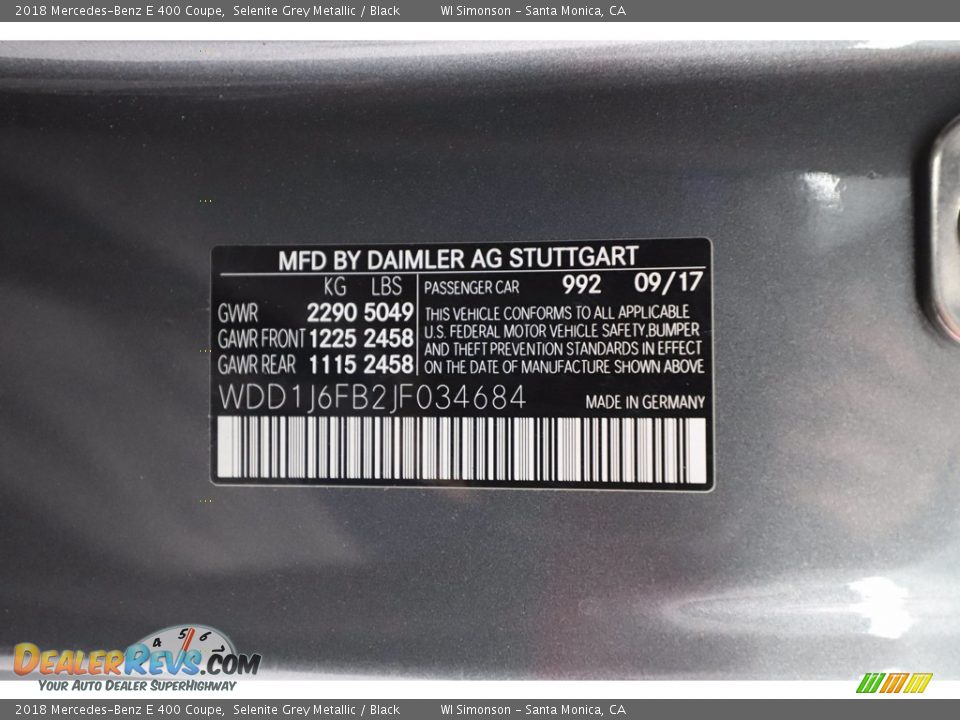 2018 Mercedes-Benz E 400 Coupe, Selenite Grey Metallic / Black WI Simonson - Santa Monica, CA
MFD BY DAIMLER AG STUTTGART
KG LBS PASSENGER CAR 992 09/17
GVWR 2290 5049
GAWR FRONT 1225 2458
GAWR REAR 1115 2458
THIS VEHICLE CONFORMS TO ALL APPLICABLE
U.S. FEDERAL MOTOR VEHICLE SAFETY,BUMPER
AND THEFT PREVENTION STANDARDS IN EFFECT
ON THE DATE OF MANUFACTURE SHOWN ABOVE
WDD1J6FB2JF034684 MADE IN GERMANY
4 5 6 7
DEALERREVS.COM
YOUR AUTO DEALER SUPERHIGHWAY
2018 Mercedes-Benz E 400 Coupe, Selenite Grey Metallic / Black WI Simonson - Santa Monica, CA